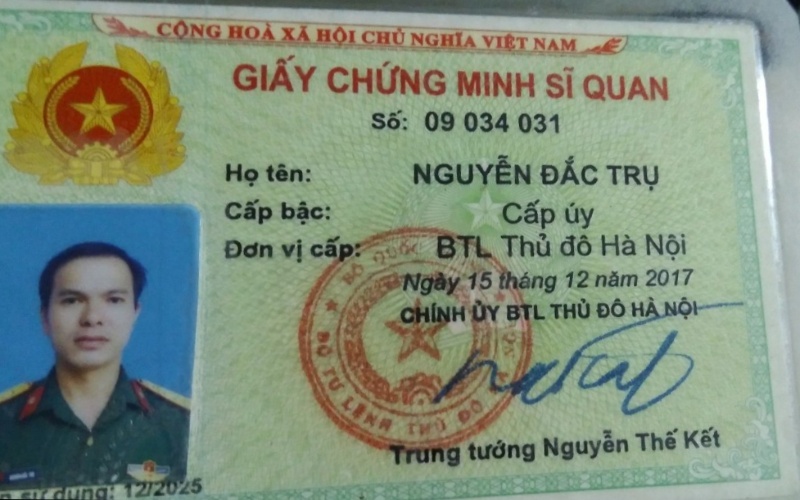 CỘNG HOÀ XÃ HỘI CHỦ NGHĨA VIỆT NAM
GIẤY CHỨNG MINH SĨ QUAN
Số: 09 034 031
Họ tên: NGUYỄN ĐẮC TRỤ
Cấp bậc: Cấp úy
Đơn vị cấp: BTL Thủ đô Hà Nội
Ngày 15 tháng 12 năm 2017
CHÍNH ỦY BTL THỦ ĐÔ HÀ NỘI
BỘ QUỐC
BỘ TƯ LỆNH THỦ ĐÔ
Trung tướng Nguyễn Thế Kết
sử dụng: 12/2025